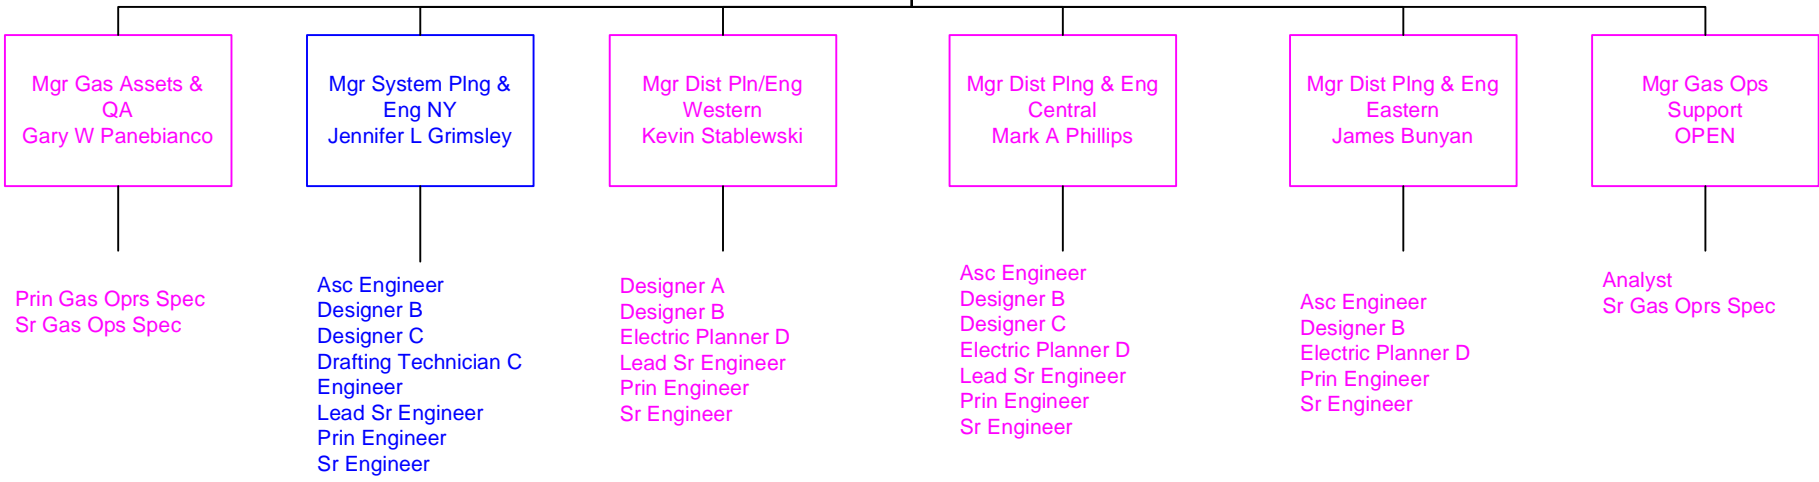 Mgr Gas Assets &
QA
Gary W Panebianco
Mgr System Plng &
Eng NY
Jennifer L Grimsley
Mgr Dist Pln/Eng
Western
Kevin Stablewski
Mgr Dist Plng & Eng
Central
Mark A Phillips
Mgr Dist Plng & Eng
Eastern
James Bunyan
Mgr Gas Ops
Support
OPEN
Prin Gas Oprs Spec
Sr Gas Ops Spec
Asc Engineer
Designer B
Designer C
Drafting Technician C
Engineer
Lead Sr Engineer
Prin Engineer
Sr Engineer
Designer A
Designer B
Electric Planner D
Lead Sr Engineer
Prin Engineer
Sr Engineer
Asc Engineer
Designer B
Designer C
Electric Planner D
Lead Sr Engineer
Prin Engineer
Sr Engineer
Asc Engineer
Designer B
Electric Planner D
Prin Engineer
Sr Engineer
Analyst
Sr Gas Oprs Spec